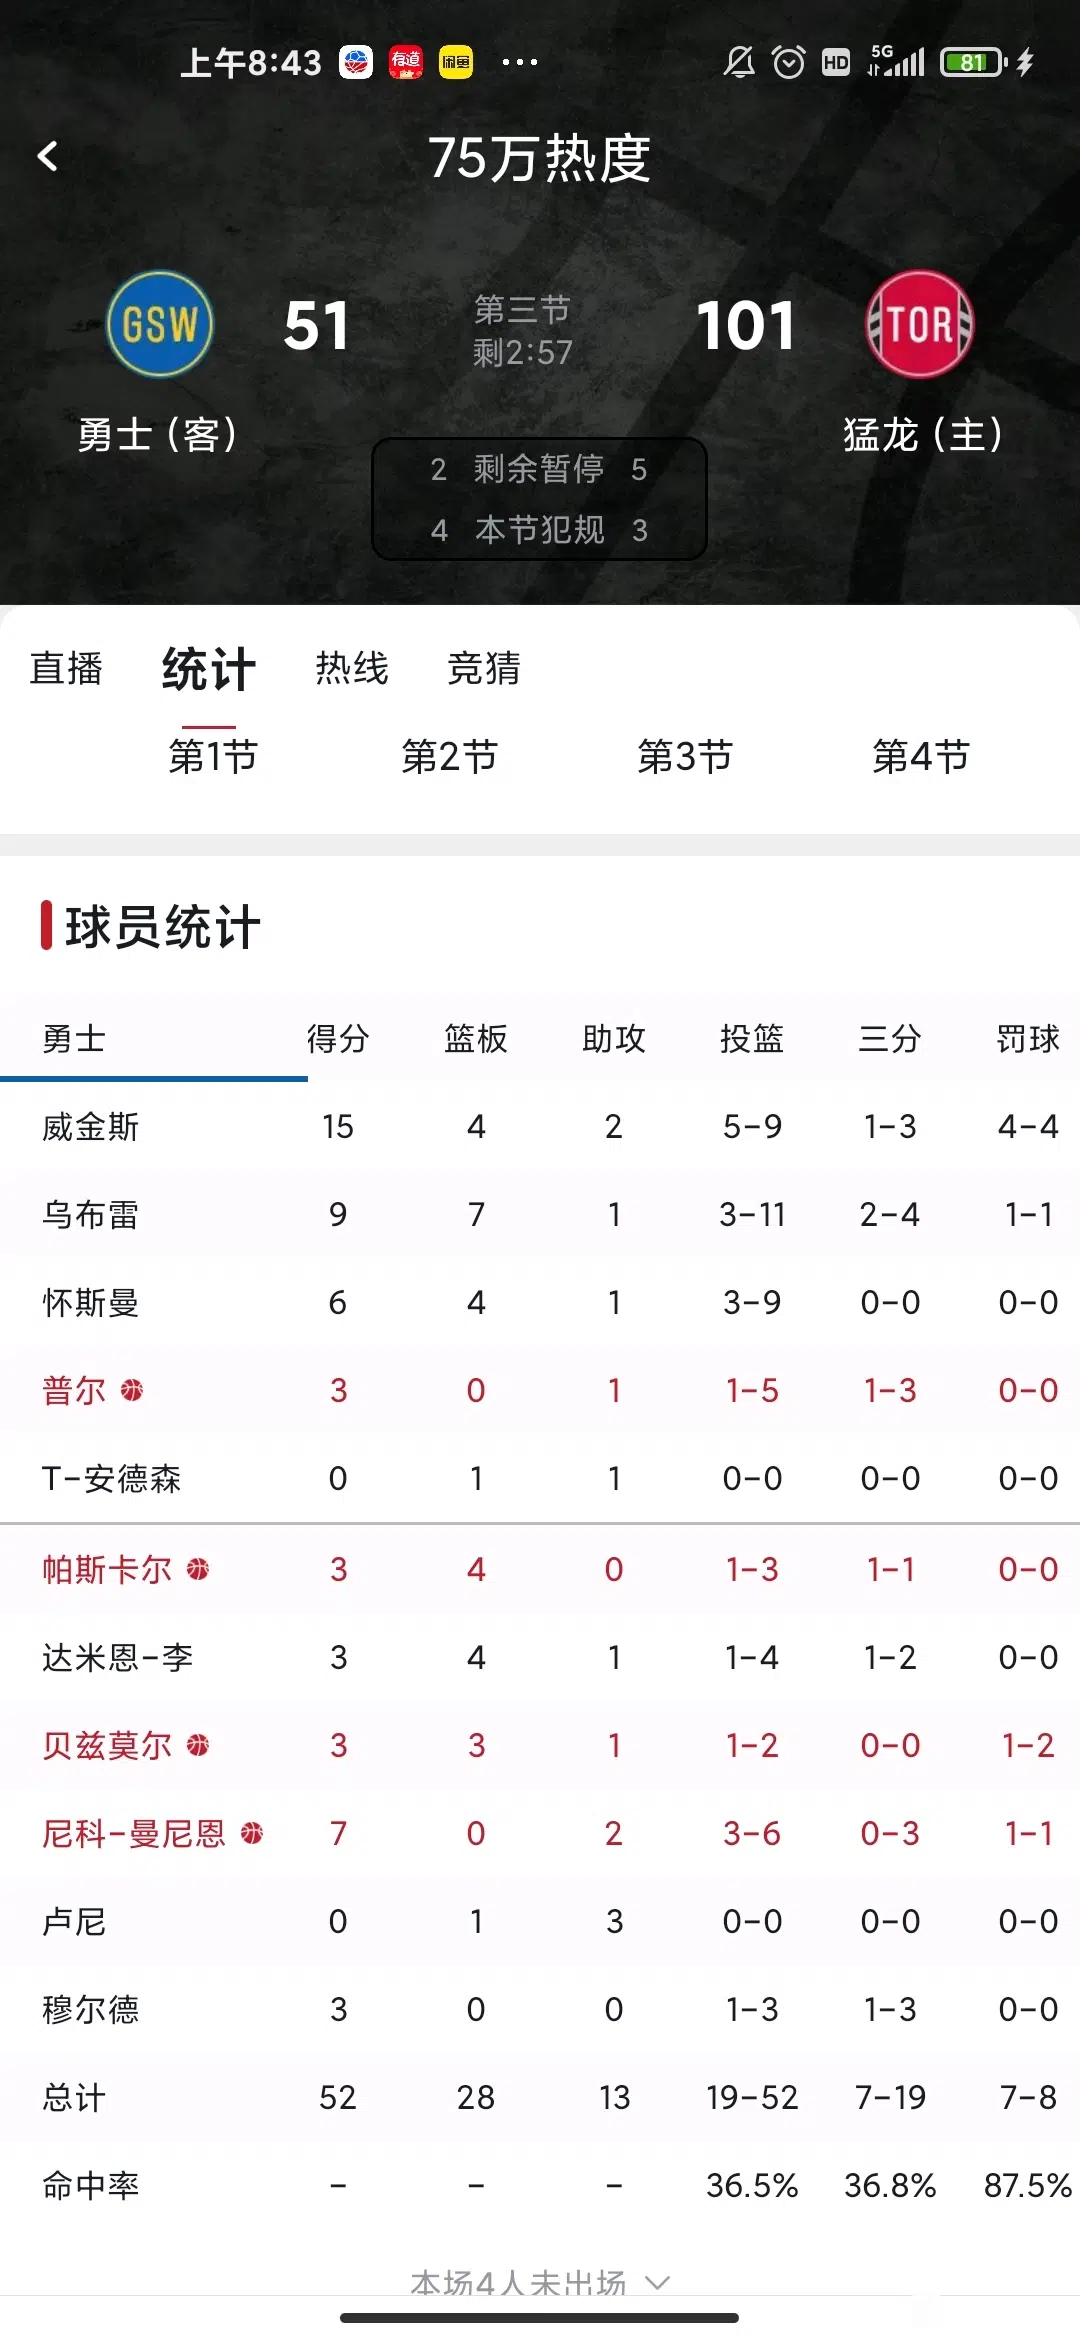 上午8:43 有道 闲鱼 ··· HD 5G 81
75万热度
GSW 51 第三节 101 TOR
剩2:57
勇士(客) 猛龙(主)
2 剩余暂停 5
4 本节犯规 3
直播 统计 热线 竞猜
第1节 第2节 第3节 第4节
球员统计
勇士 得分 篮板 助攻 投篮 三分 罚球
威金斯 15 4 2 5-9 1-3 4-4
乌布雷 9 7 1 3-11 2-4 1-1
怀斯曼 6 4 1 3-9 0-0 0-0
普尔 3 0 1 1-5 1-3 0-0
T-安德森 0 1 1 0-0 0-0 0-0
帕斯卡尔 3 4 0 1-3 1-1 0-0
达米恩-李 3 4 1 1-4 1-2 0-0
贝兹莫尔 3 3 1 1-2 0-0 1-2
尼科-曼尼恩 7 0 2 3-6 0-3 1-1
卢尼 0 1 3 0-0 0-0 0-0
穆尔德 3 0 0 1-3 1-3 0-0
总计 52 28 13 19-52 7-19 7-8
命中率 - - - 36.5% 36.8% 87.5%
本场4人未出场